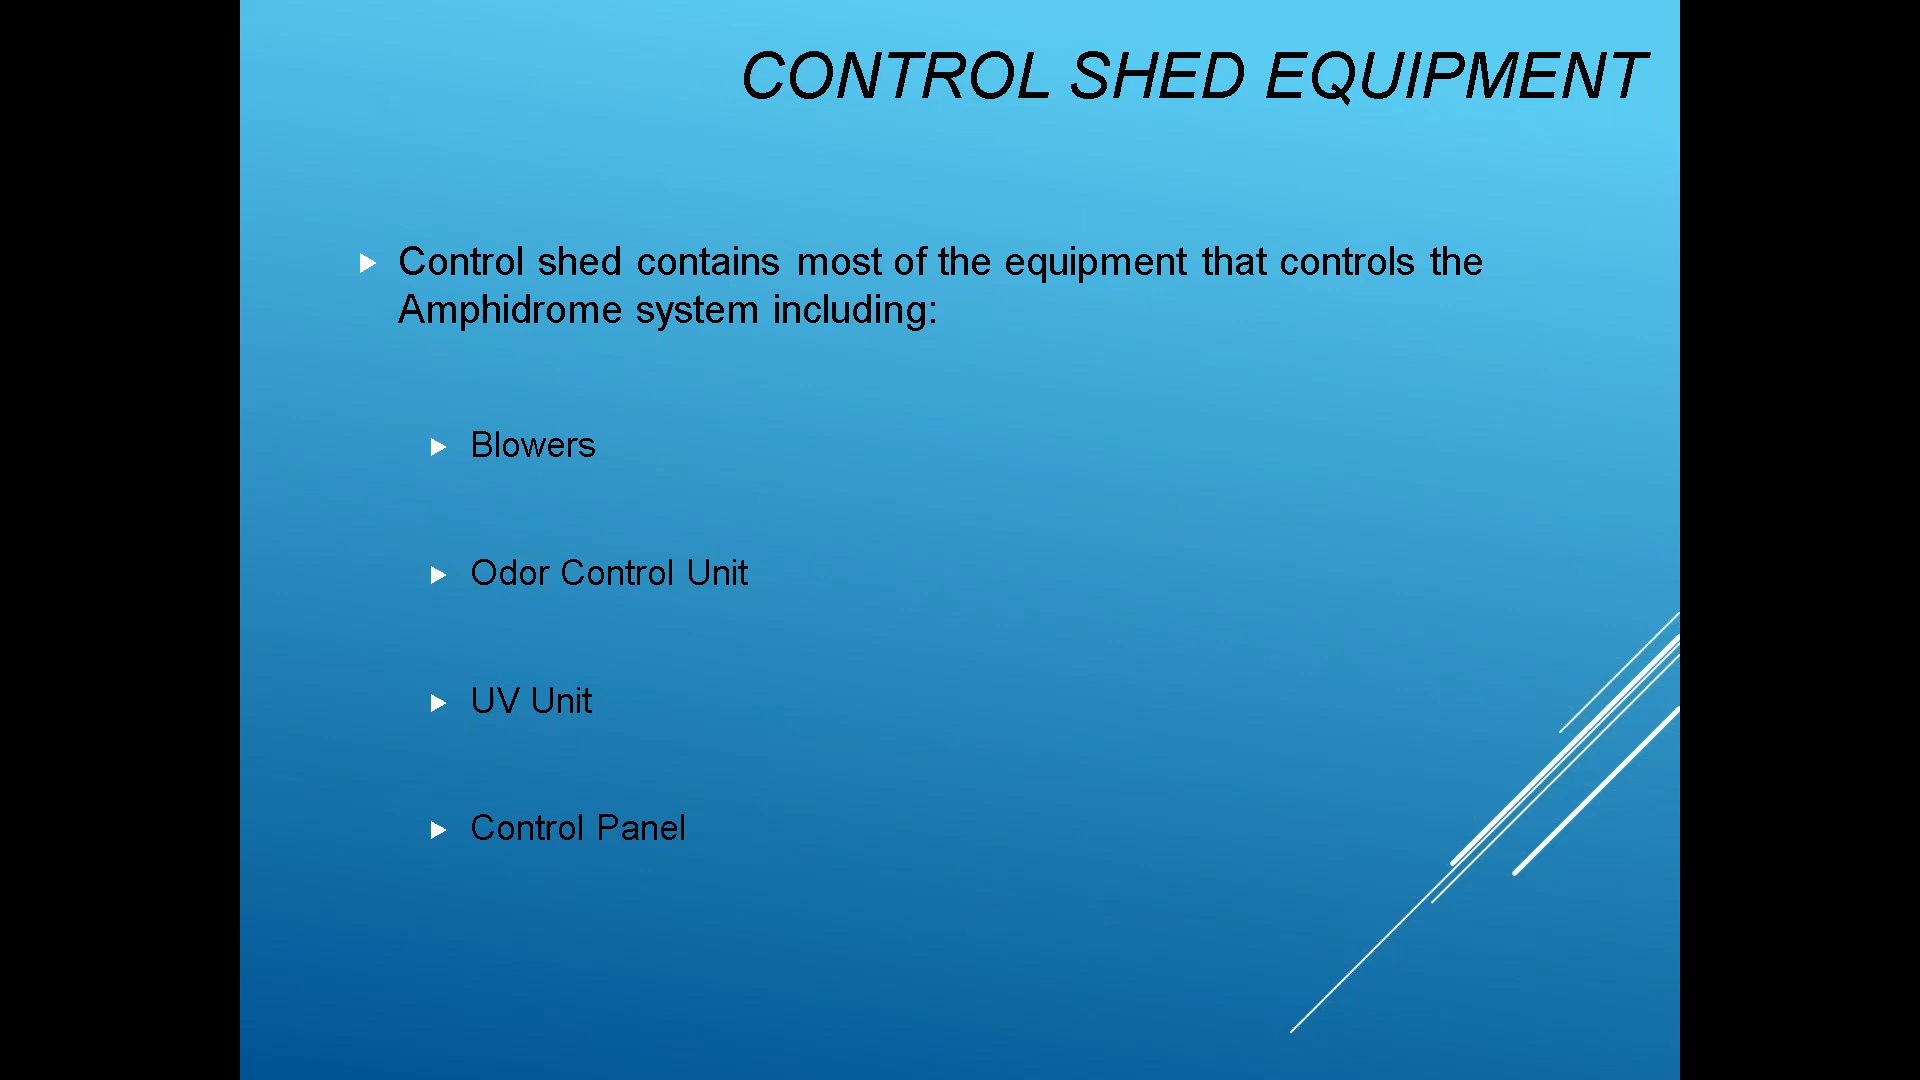 CONTROL SHED EQUIPMENT
Control shed contains most of the equipment that controls the
Amphidrome system including:
Blowers
Odor Control Unit
UV Unit
Control Panel